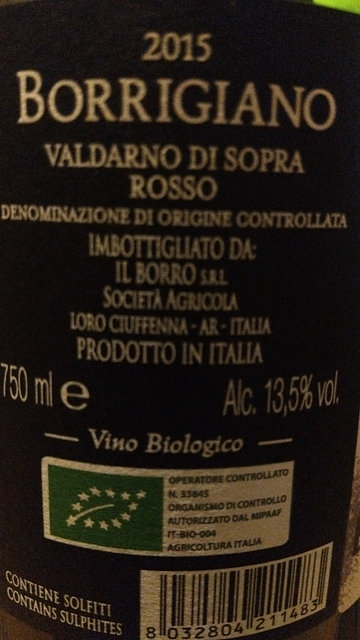 2015
BORRIGIANO
VALDARNO DI SOPRA
ROSSO
DENOMINAZIONE DI ORIGINE CONTROLLATA
IMBOTTIGLIATO DA:
IL BORRO S.R.L
SOCIETÀ AGRICOLA
LORO CIUFFENNA - AR - ITALIA
PRODOTTO IN ITALIA
750 ml e Alc. 13,5% vol.
Vino Biologico
OPERATORE CONTROLLATO
N. 33845
ORGANISMO DI CONTROLLO
AUTORIZZATO DAL MIPAAF
IT-BIO-004
AGRICOLTURA ITALIA
CONTIENE SOLFITI
CONTAINS SULPHITES
8 032804 211483